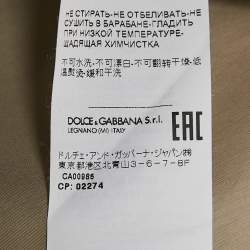 НЕ СТИРАТЬ-НЕ ОТБЕЛИВАТЬ-НЕ
СУШИТЬ В БАРАБАНЕ-ГЛАДИТЬ
ПРИ НИЗКОЙ ТЕМПЕРАТУРЕ-
ЩАДЯЩАЯ ХИМЧИСТКА
不可水洗-不可漂白-不可翻转干燥-低
温熨烫-缓和干洗
DOLCE & GABBANA S.r.l.
LEGNANO (MI) ITALY
EAC
ドルチェ・アンド・ガッバーナ・ジャパン㈱
東京都港区北青山3-6-7-8F
CA00986
CP: 02274